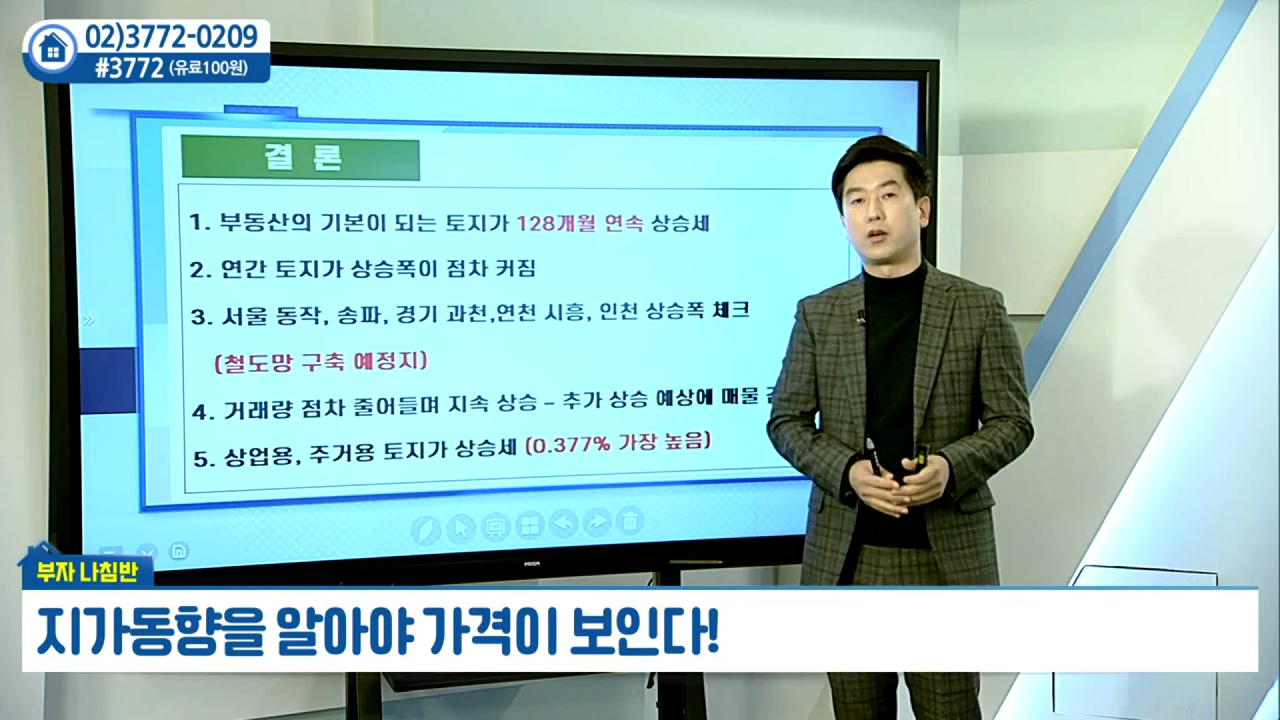 02)3772-0209
#3772 (유료100원)
결 론
1. 부동산의 기본이 되는 토지가 128개월 연속 상승세
2. 연간 토지가 상승폭이 점차 커짐
3. 서울 동작, 송파, 경기 과천,연천 시흥, 인천 상승폭 체크
(철도망 구축 예정지)
4. 거래량 점차 줄어들며 지속 상승 – 추가 상승 예상에 매물
5. 상업용, 주거용 토지가 상승세 (0.377% 가장 높음)
PRISM
부자 나침반
지가동향을 알아야 가격이 보인다!